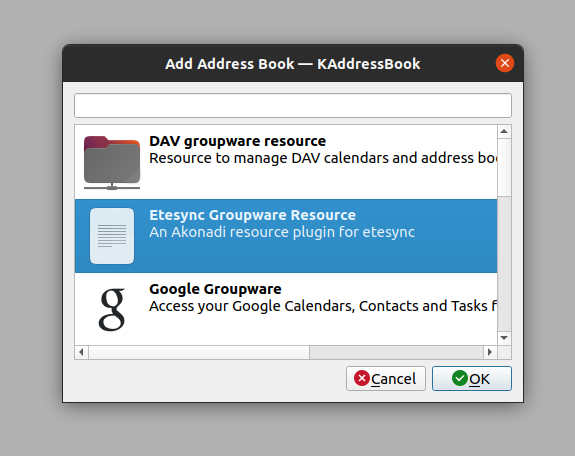 Add Address Book — KAddressBook
DAV groupware resource
Resource to manage DAV calendars and address
Etesync Groupware Resource
An Akonadi resource plugin for etesync
Google Groupware
Access your Google Calendars, Contacts and Tasks
Cancel
OK